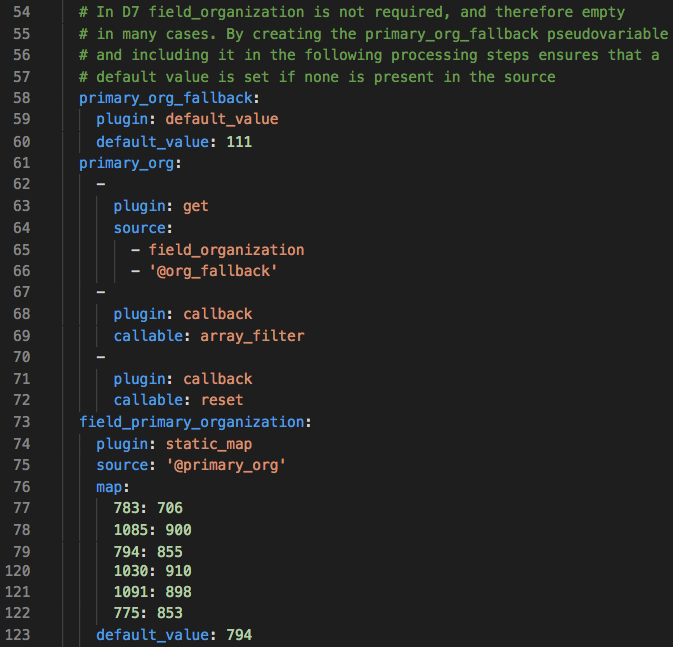 54 # In D7 field_organization is not required, and therefore empty
55 # in many cases. By creating the primary_org_fallback pseudovariable
56 # and including it in the following processing steps ensures that a
57 # default value is set if none is present in the source
58 primary_org_fallback:
59 plugin: default_value
60 default_value: 111
61 primary_org:
62 -
63 plugin: get
64 source:
65 - field_organization
66 - '@org_fallback'
67 -
68 plugin: callback
69 callable: array_filter
70 -
71 plugin: callback
72 callable: reset
73 field_primary_organization:
74 plugin: static_map
75 source: '@primary_org'
76 map:
77 783: 706
78 1085: 900
79 794: 855
120 1030: 910
121 1091: 898
122 775: 853
123 default_value: 794